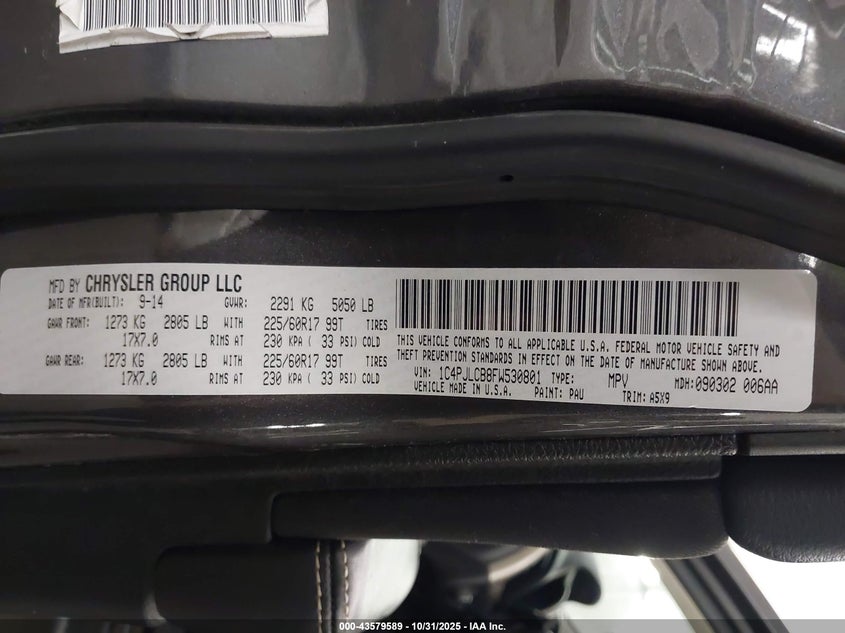 MFD BY CHRYSLER GROUP LLC
DATE OF MFR(BUILT): 9-14 GVWR: 2291 KG 5050 LB
GAWR FRONT: 1273 KG 2805 LB WITH 225/60R17 99T TIRES
17X7.0 RIMS AT 230 KPA ( 33 PSI) COLD
GAWR REAR: 1273 KG 2805 LB WITH 225/60R17 99T TIRES
17X7.0 RIMS AT 230 KPA ( 33 PSI) COLD
THIS VEHICLE CONFORMS TO ALL APPLICABLE U.S.A. FEDERAL MOTOR VEHICLE SAFETY AND
THEFT PREVENTION STANDARDS IN EFFECT ON THE DATE OF MANUFACTURE SHOWN ABOVE.
VIN: 1C4PJLCB8FW530801 TYPE: MPV MDH: 090302 006AA
VEHICLE MADE IN U.S.A. PAINT: PAU TRIM: A5X9
000-43579589 - 10/31/2025 - IAA Inc.